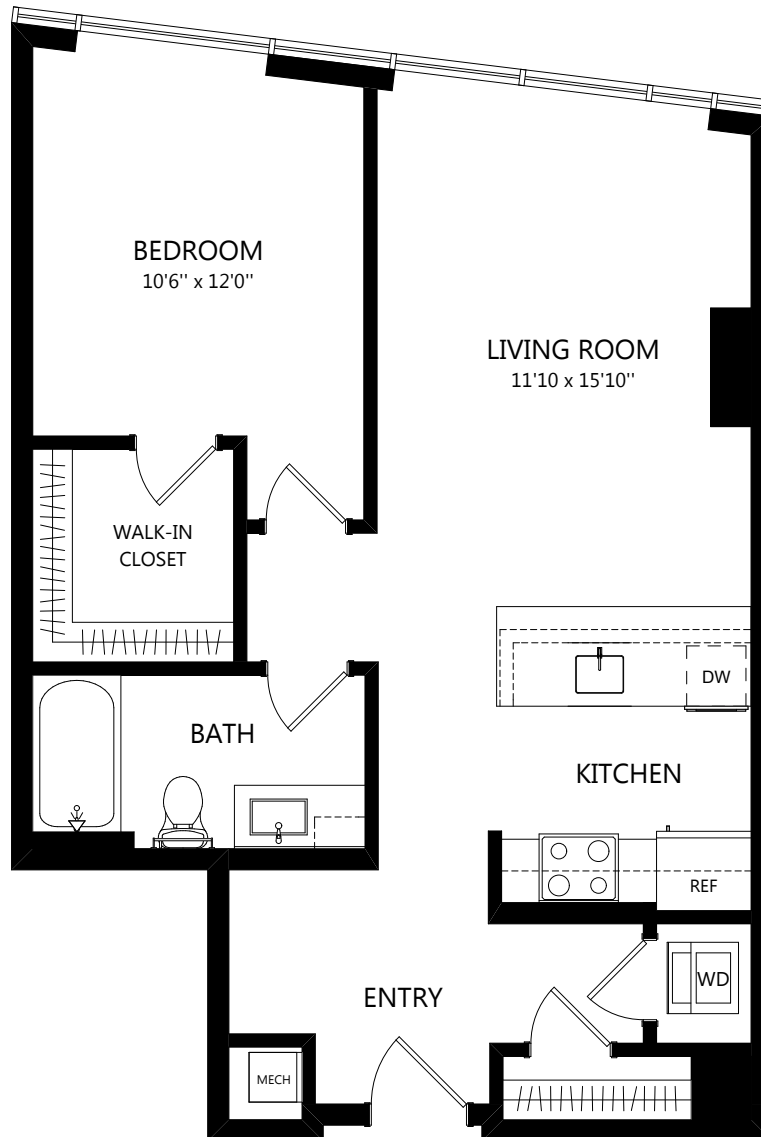 BEDROOM
10'6'' x 12'0''
LIVING ROOM
11'10 x 15'10''
WALK-IN
CLOSET
DW
BATH
KITCHEN
REF
WD
ENTRY
MECH